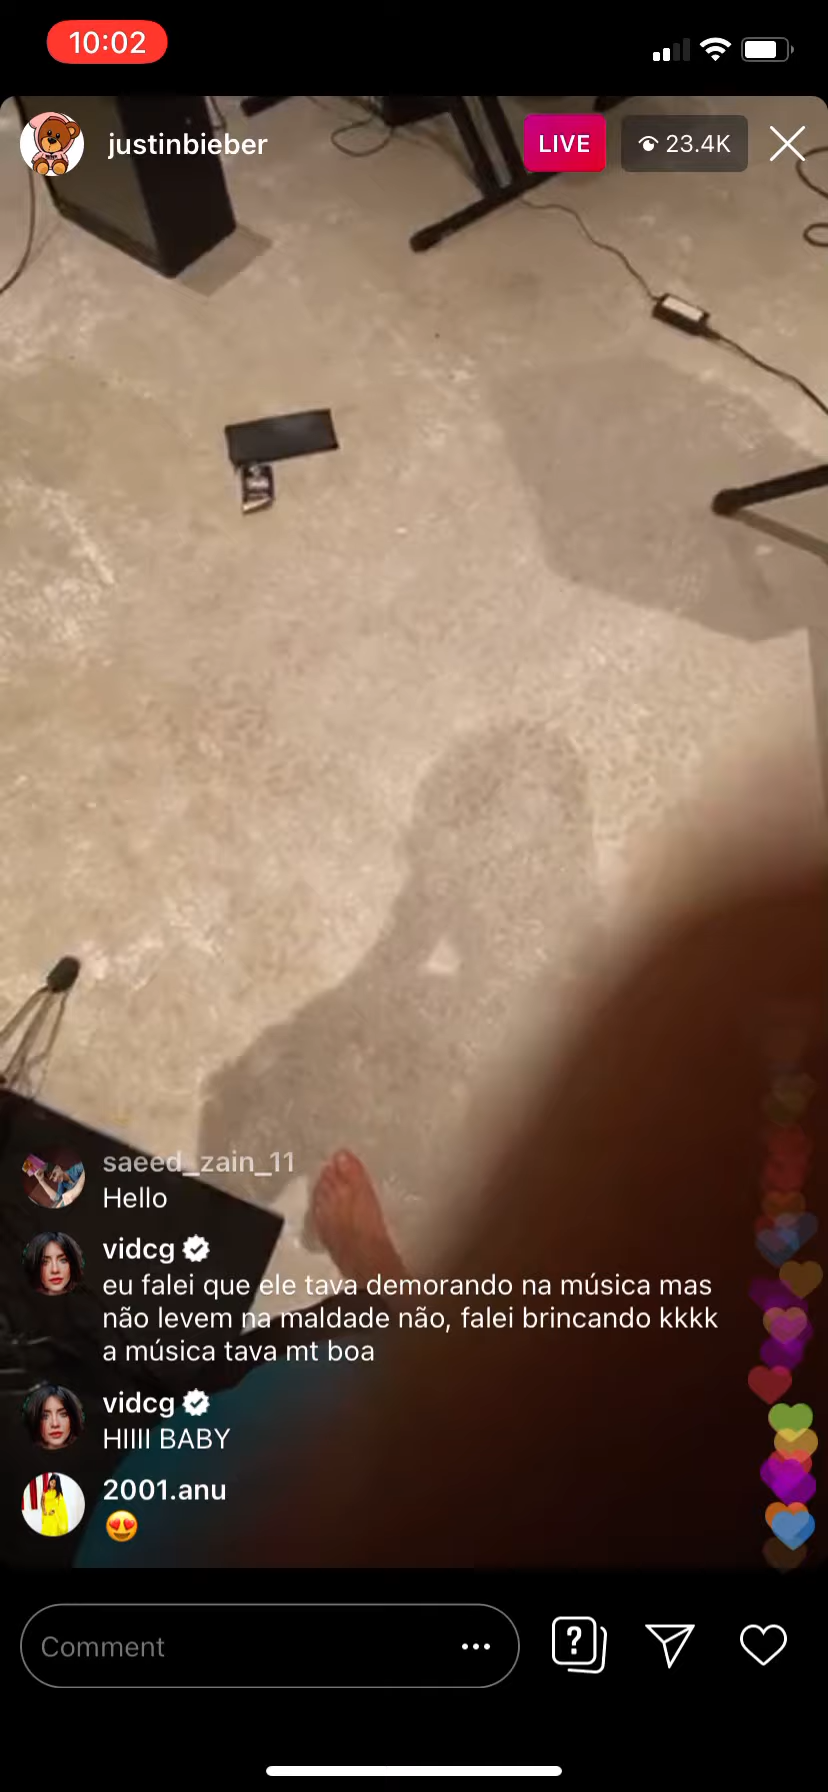 10:02
justinbieber
LIVE
23.4K
saeed_zain_11
Hello
vidcg
eu falei que ele tava demorando na música mas
não levem na maldade não, falei brincando kkkk
a música tava mt boa
vidcg
HIIII BABY
2001.anu
😍
Comment